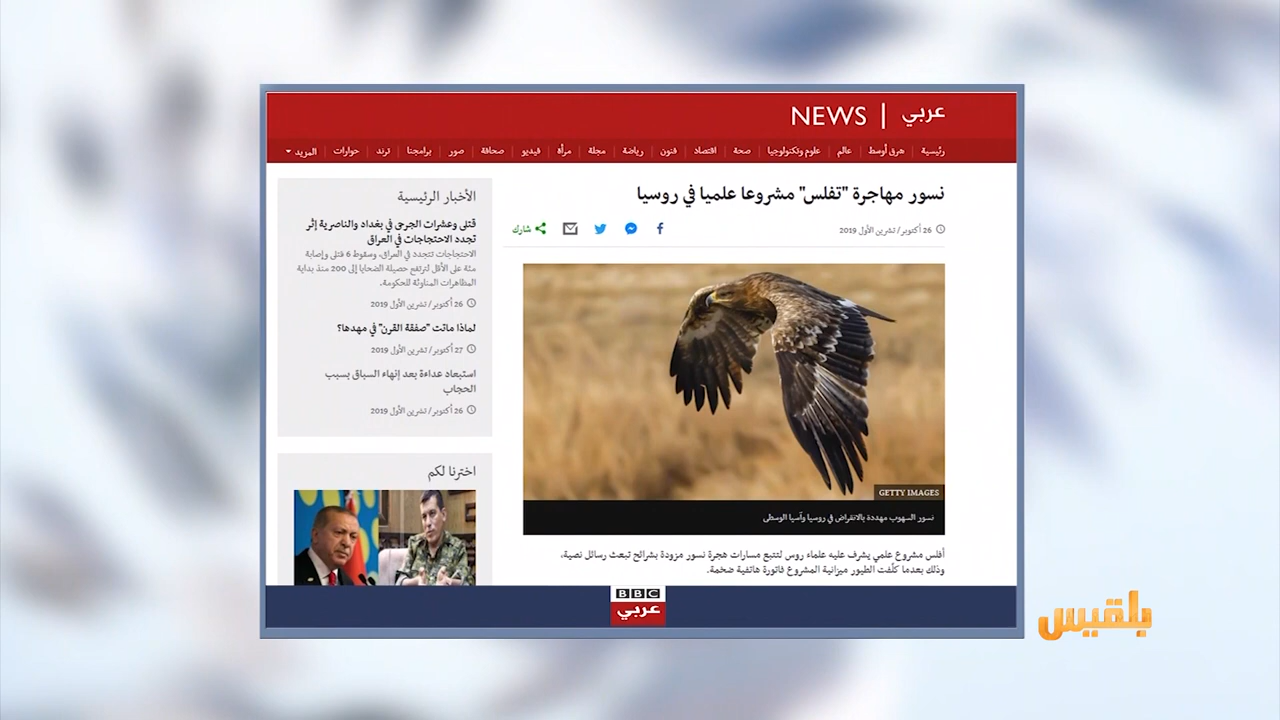 عربي | NEWS
رئيسية | شرق أوسط | عالم | علوم وتكنولوجيا | صحة | اقتصاد | فنون | رياضة | مجلة | مرأة | فيديو | صحافة | صور | برامجنا | ترند | حوارات | المزيد
نسور مهاجرة "تفلس" مشروعا علميا في روسيا
26 أكتوبر/ تشرين الأول 2019
شارك
GETTY IMAGES
نسور السهوب مهددة بالانقراض في روسيا وآسيا الوسطى
أفلس مشروع علمي يشرف عليه علماء روس لتتبع مسارات هجرة نسور مزودة بشرائح تبعث رسائل نصية،
وذلك بعدما كلّفت الطيور ميزانية المشروع فاتورة هاتفية ضخمة.
الأخبار الرئيسية
قتلى وعشرات الجرحى في بغداد والناصرية إثر
تجدد الاحتجاجات في العراق
الاحتجاجات تتجدد في العراق، وسقوط 6 قتلى وإصابة
مئة على الأقل لترتفع حصيلة الضحايا إلى 200 منذ بداية
المظاهرات المناوئة للحكومة.
26 أكتوبر/ تشرين الأول 2019
لماذا ماتت "صفقة القرن" في مهدها؟
27 أكتوبر/ تشرين الأول 2019
استبعاد عداءة بعد إنهاء السباق بسبب
الحجاب
26 أكتوبر/ تشرين الأول 2019
اخترنا لكم
BBC
عربي
بلقيس